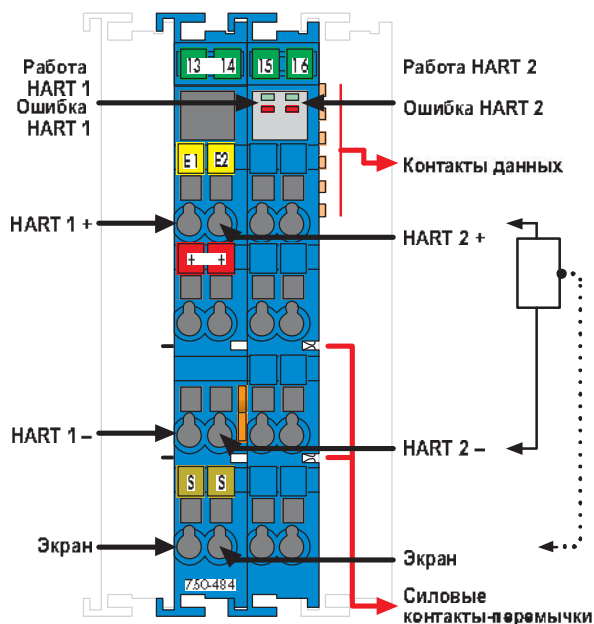 13 14 15 16
Работа
HART 1
Ошибка
HART 1
Работа HART 2
Ошибка HART 2
Контакты данных
E1 E2
HART 1 +
HART 2 +
+ +
HART 1 –
HART 2 –
S S
Экран
Экран
750-484
Силовые
контакты-перемычки